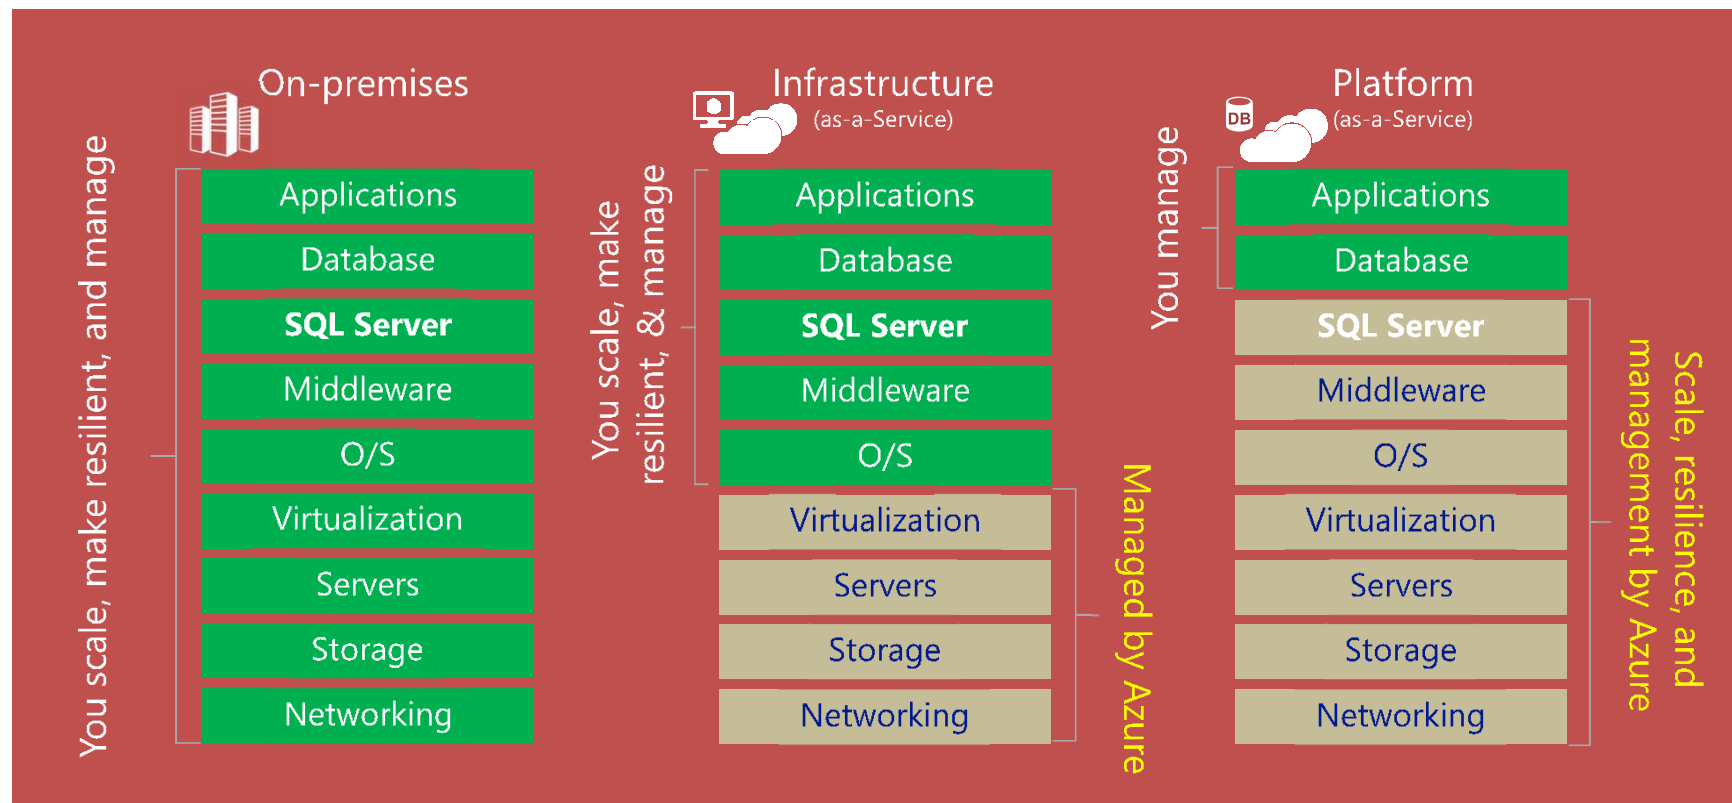 On-premises
You scale, make resilient, and manage
Applications
Database
SQL Server
Middleware
O/S
Virtualization
Servers
Storage
Networking
Infrastructure
(as-a-Service)
You scale, make
resilient, & manage
Applications
Database
SQL Server
Middleware
O/S
Virtualization
Servers
Storage
Networking
Managed by Azure
Platform
(as-a-Service)
DB
You manage
Applications
Database
SQL Server
Middleware
O/S
Virtualization
Servers
Storage
Networking
Scale, resilience, and
management by Azure